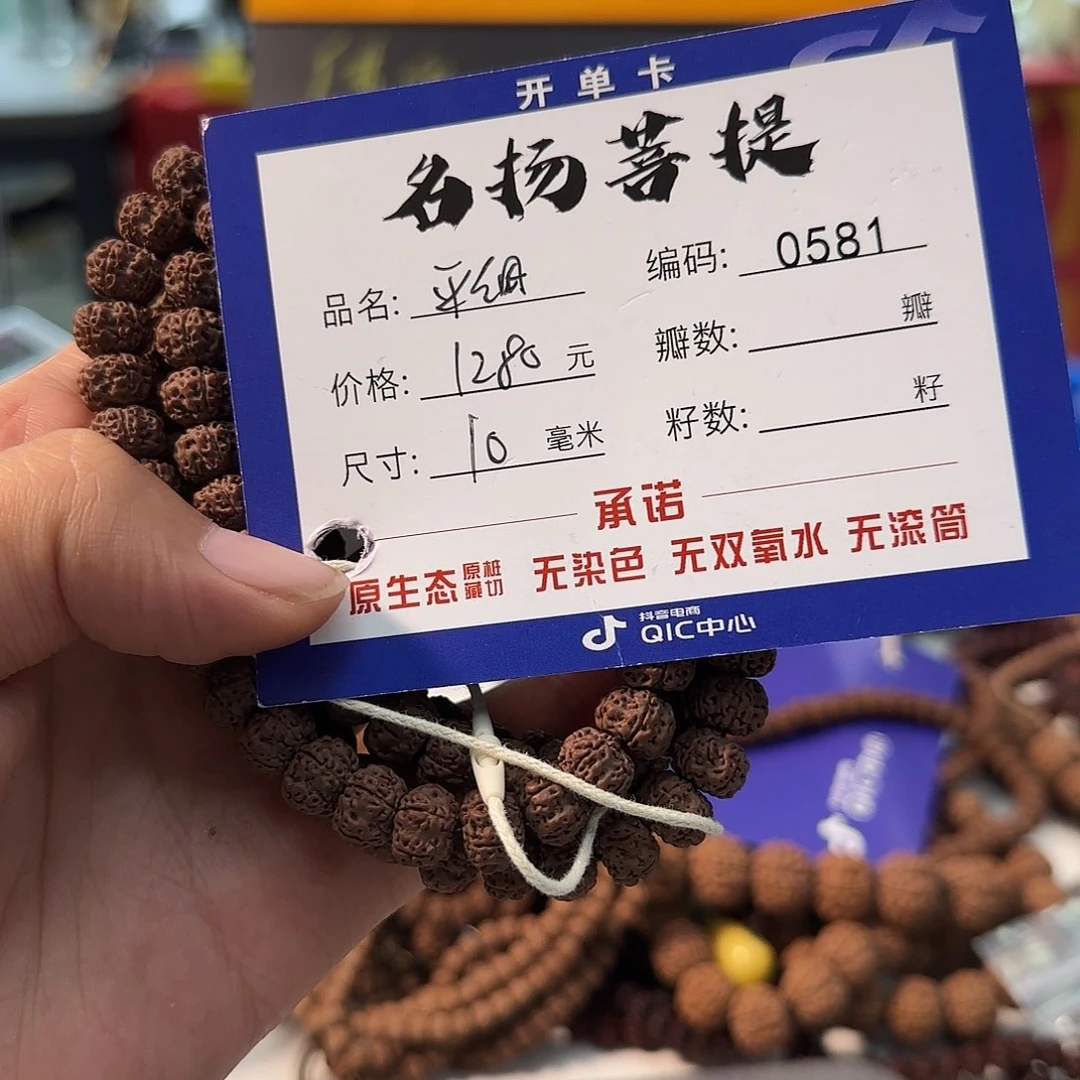 开单卡
名扬菩提
品名: 平纲 编码: 0581
价格: 1280 元 瓣数: 瓣
尺寸: 10 毫米 籽数: 籽
承诺
原生态原桩藏切 无染色 无双氧水 无滚筒
抖音电商
QIC中心